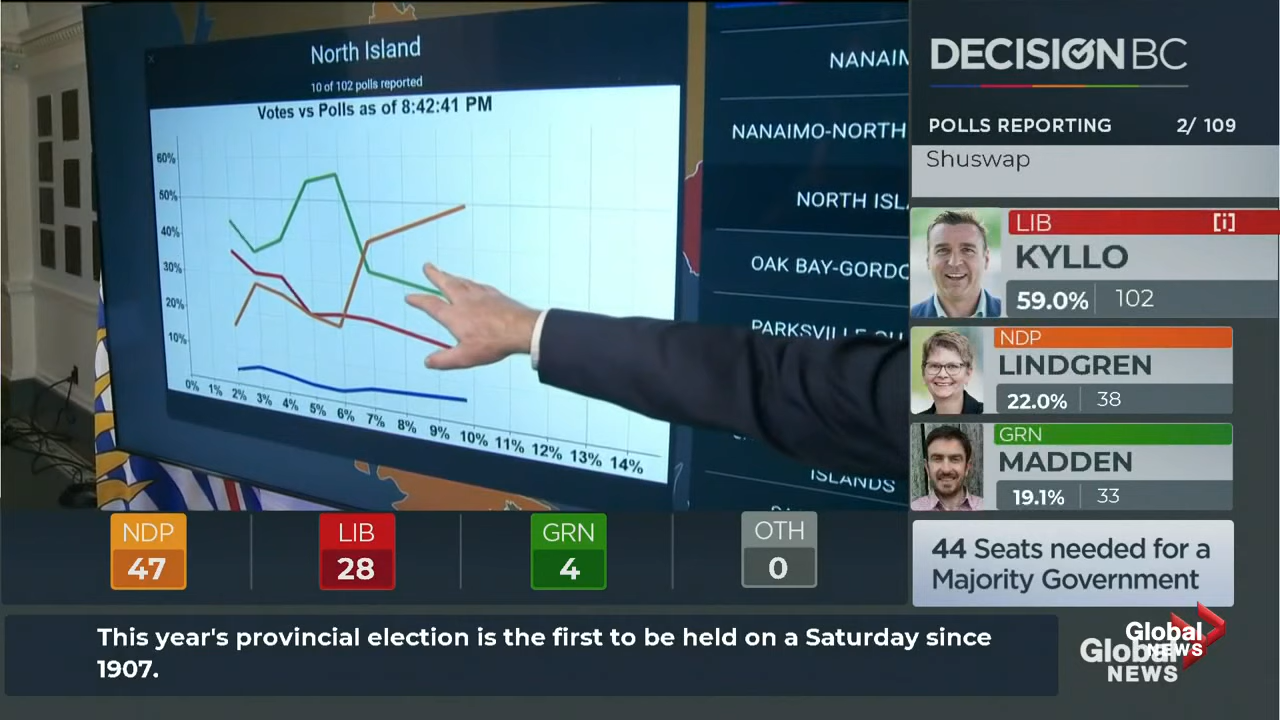 North Island
10 of 102 polls reported
Votes vs Polls as of 8:42:41 PM
60%
50%
40%
30%
20%
10%
0% 1% 2% 3% 4% 5% 6% 7% 8% 9% 10% 11% 12% 13% 14%
NANAIM
NANAIMO-NORTH
NORTH ISL
OAK BAY-GORDO
PARKSVILLE
ISLANDS
DECISION BC
POLLS REPORTING 2/ 109
Shuswap
LIB [i]
KYLLO
59.0% 102
NDP
LINDGREN
22.0% 38
GRN
MADDEN
19.1% 33
44 Seats needed for a
Majority Government
NDP
47
LIB
28
GRN
4
OTH
0
This year's provincial election is the first to be held on a Saturday since
1907.
Global
NEWS
Global
NEWS